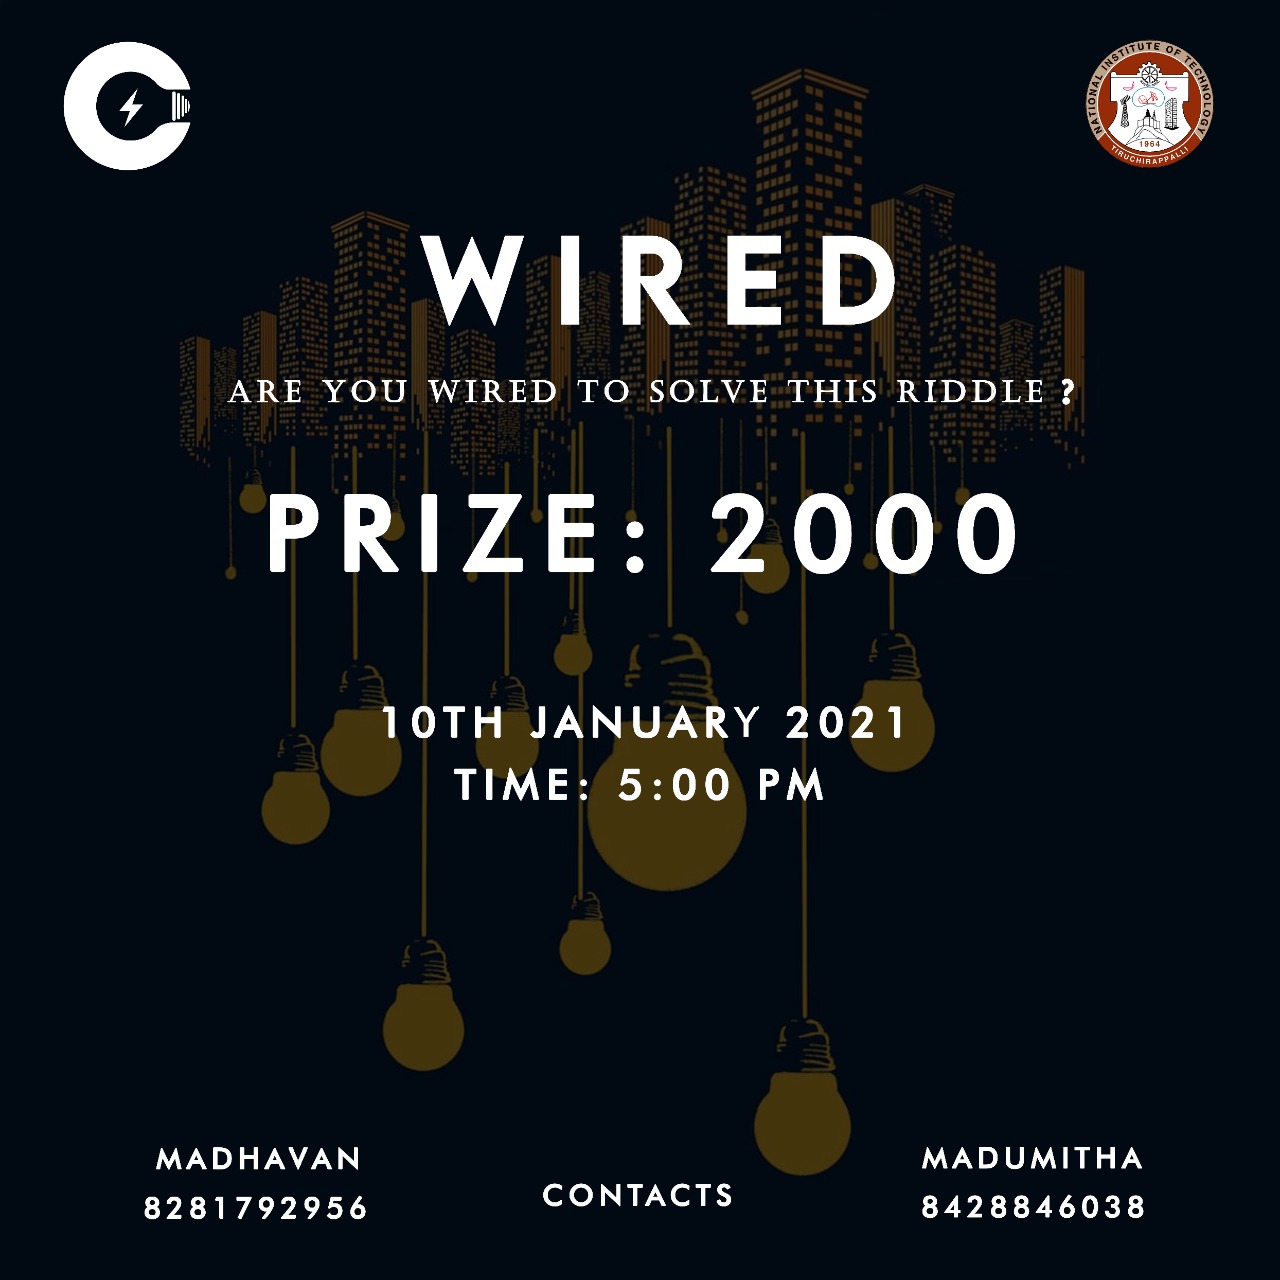 NATIONAL INSTITUTE OF TECHNOLOGY
1964
TIRUCHIRAPPALLI
WIRED
ARE YOU WIRED TO SOLVE THIS RIDDLE ?
PRIZE: 2000
10TH JANUARY 2021
TIME: 5:00 PM
MADHAVAN
8281792956
CONTACTS
MADUMITHA
8428846038